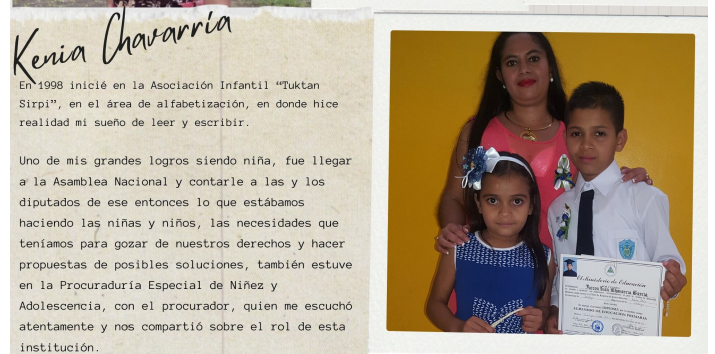 Kenia Chavarría
En 1998 inicié en la Asociación Infantil “Tuktan
Sirpi”, en el área de alfabetización, en donde hice
realidad mi sueño de leer y escribir.
Uno de mis grandes logros siendo niña, fue llegar
a la Asamblea Nacional y contarle a las y los
diputados de ese entonces lo que estábamos
haciendo las niñas y niños, las necesidades que
teníamos para gozar de nuestros derechos y hacer
propuestas de posibles soluciones, también estuve
en la Procuraduría Especial de Niñez y
Adolescencia, con el procurador, quien me escuchó
atentamente y nos compartió sobre el rol de esta
institución.
El Ministerio de Educación